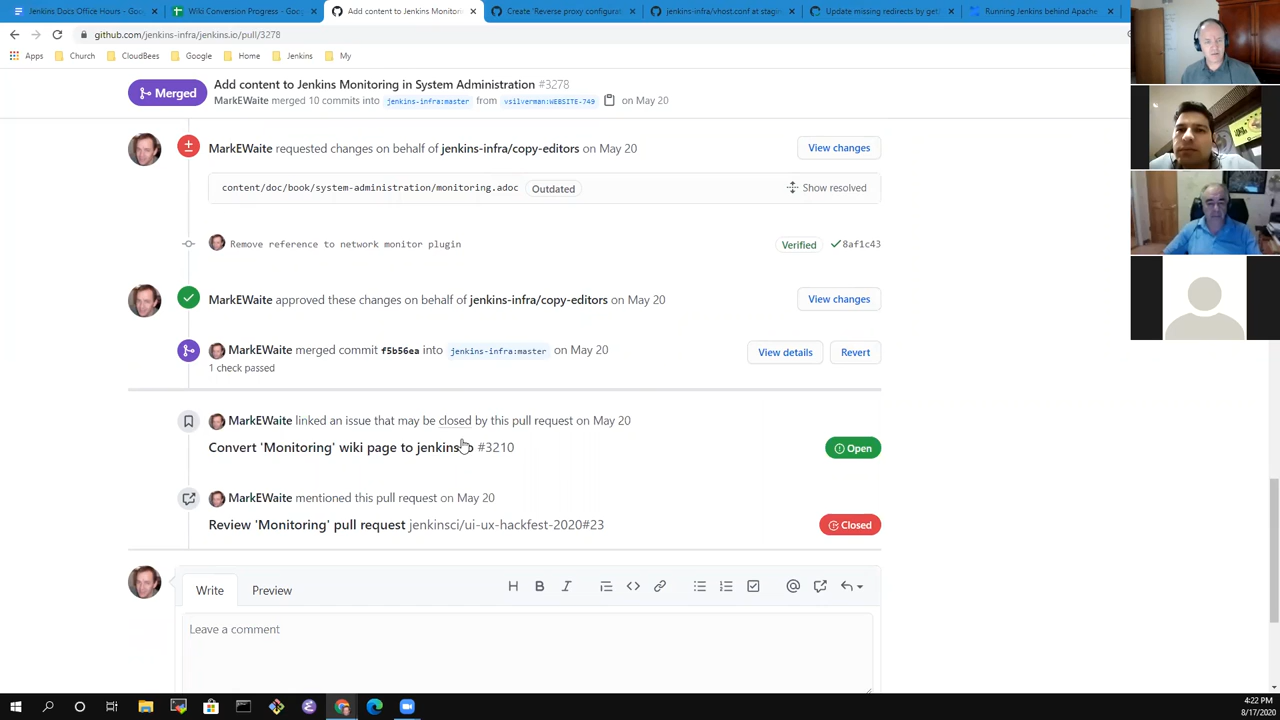 Jenkins Docs Office Hours - Goo
Wiki Conversion Progress - Goog
Add content to Jenkins Monitorin
Create 'Reverse proxy configurat
jenkins-infra/vhost.conf at stagin
Update missing redirects by get
Running Jenkins behind Apache
github.com/jenkins-infra/jenkins.io/pull/3278
Apps
Church
CloudBees
Google
Home
Jenkins
My
Merged
Add content to Jenkins Monitoring in System Administration #3278
MarkEWaite merged 10 commits into jenkins-infra:master from vsilverman:WEBSITE-749 on May 20
MarkEWaite requested changes on behalf of jenkins-infra/copy-editors on May 20
View changes
content/doc/book/system-administration/monitoring.adoc Outdated
Show resolved
Remove reference to network monitor plugin
Verified
8af1c43
MarkEWaite approved these changes on behalf of jenkins-infra/copy-editors on May 20
View changes
MarkEWaite merged commit f5b56ea into jenkins-infra:master on May 20
View details
Revert
1 check passed
MarkEWaite linked an issue that may be closed by this pull request on May 20
Convert 'Monitoring' wiki page to jenkins.io #3210
Open
MarkEWaite mentioned this pull request on May 20
Review 'Monitoring' pull request jenkinsci/ui-ux-hackfest-2020#23
Closed
Write
Preview
Leave a comment
4:22 PM
8/17/2020